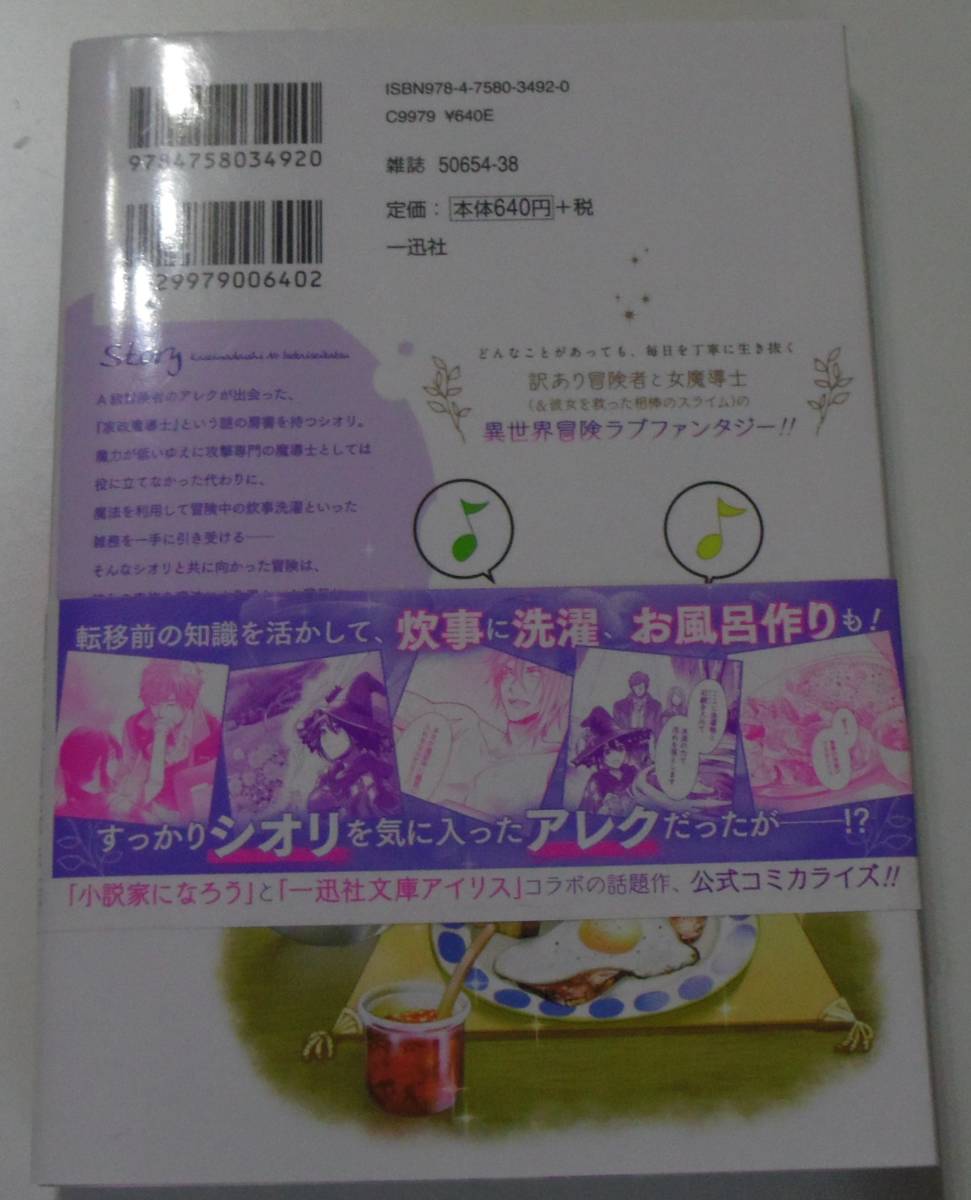 9784758034920
29979006402
ISBN978-4-7580-3492-0
C9979 ¥640E
雑誌 50654-38
定価： 本体640円+税
一迅社
Story
A級冒険者のアレクが出会った、
『家政魔導士』という謎の肩書を持つシオリ。
魔力が低いゆえに攻撃専門の魔導士としては
役に立てなかった代わりに、
魔法を利用して冒険中の炊事洗濯といった
雑務を一手に引き受ける――
そんなシオリと共に向かった冒険は、
どんなことがあっても、毎日を丁寧に生き抜く
訳あり冒険者と女魔導士
(&彼女を救った相棒のスライム)の
異世界冒険ラブファンタジー!!
転移前の知識を活かして、炊事に洗濯、お風呂作りも!
すっかりシオリを気に入ったアレクだったが――!?
「小説家になろう」と「一迅社文庫アイリス」コラボの話題作、公式コミカライズ!!